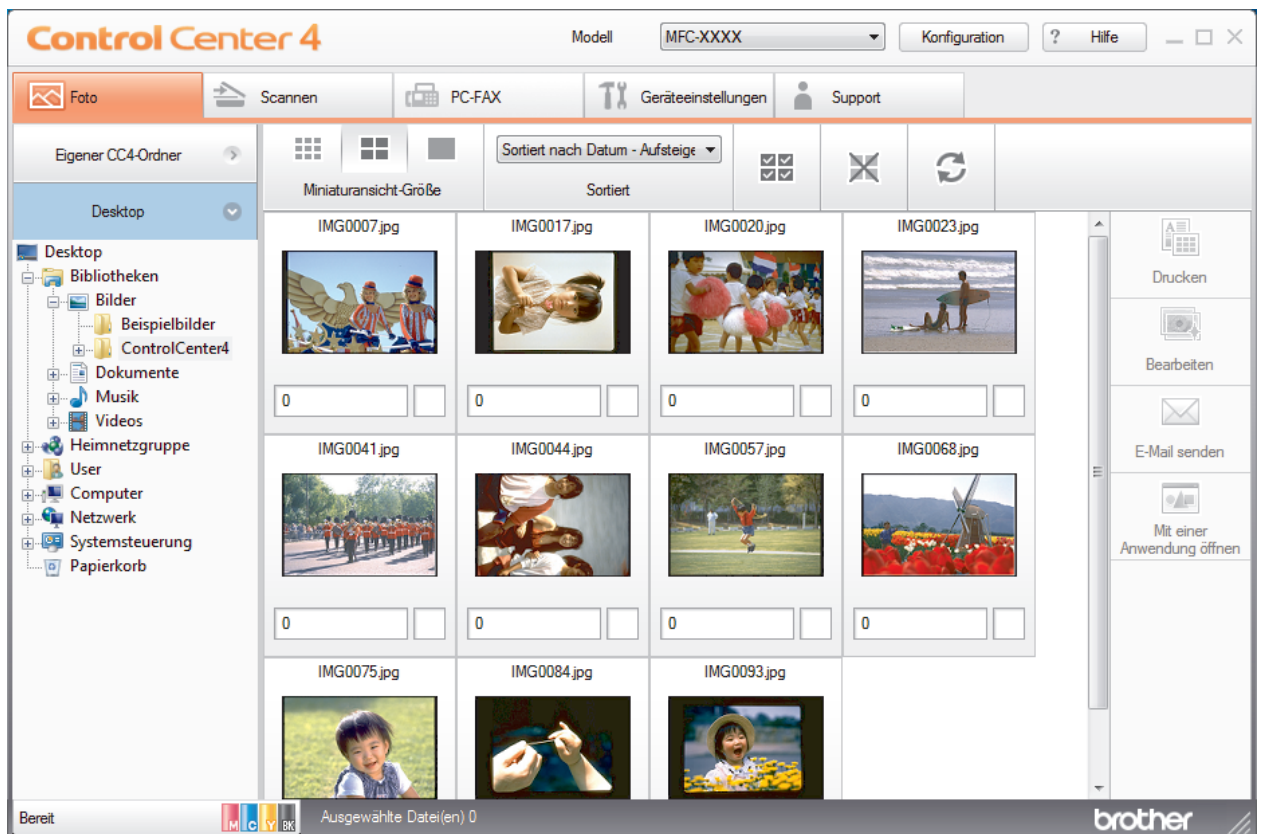 Control Center 4
Modell
MFC-XXXX
Konfiguration
? Hilfe
Foto
Scannen
PC-FAX
Geräteeinstellungen
Support
Eigener CC4-Ordner
Desktop
Miniaturansicht-Größe
Sortiert nach Datum - Aufsteige
Sortiert
Desktop
Bibliotheken
Bilder
Beispielbilder
ControlCenter4
Dokumente
Musik
Videos
Heimnetzgruppe
User
Computer
Netzwerk
Systemsteuerung
Papierkorb
IMG0007.jpg
IMG0017.jpg
IMG0020.jpg
IMG0023.jpg
0
0
0
0
IMG0041.jpg
IMG0044.jpg
IMG0057.jpg
IMG0068.jpg
0
0
0
0
IMG0075.jpg
IMG0084.jpg
IMG0093.jpg
Drucken
Bearbeiten
E-Mail senden
Mit einer
Anwendung öffnen
Bereit
M C Y BK
Ausgewählte Datei(en) 0
brother